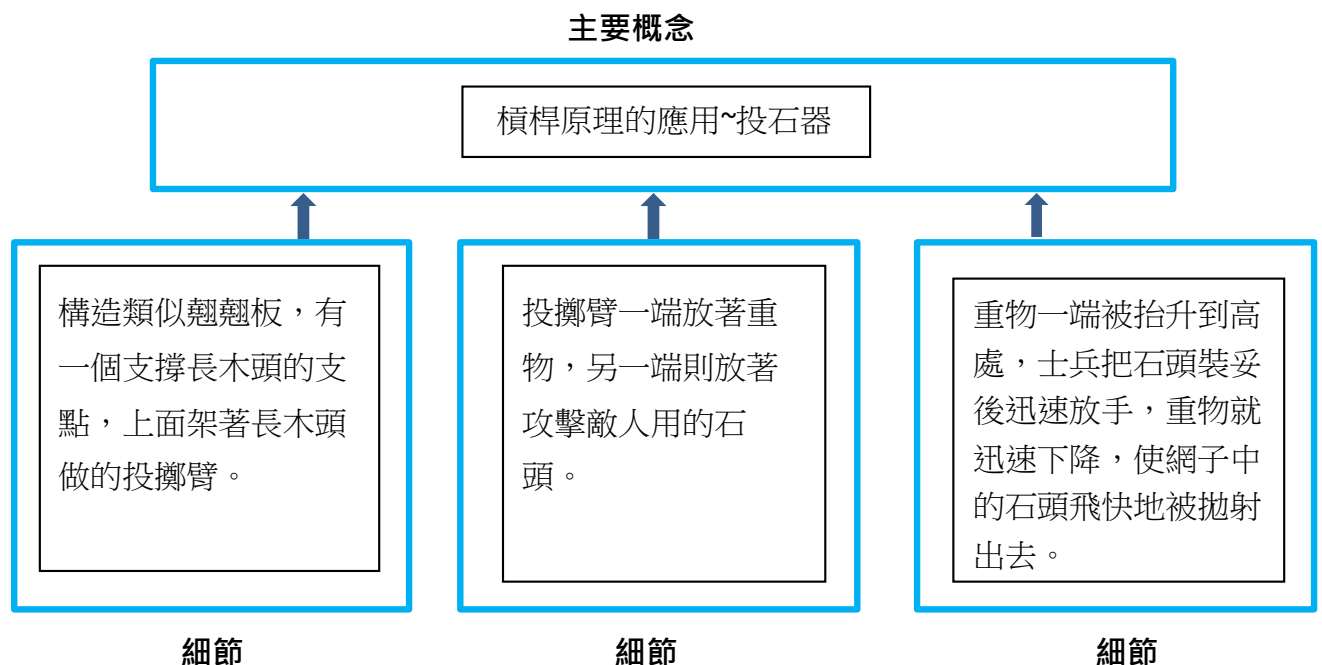 主要概念
槓桿原理的應用~投石器
構造類似翹翹板，有
一個支撐長木頭的支
點，上面架著長木頭
做的投擲臂。
投擲臂一端放著重
物，另一端則放著
攻擊敵人用的石
頭。
重物一端被抬升到高
處，士兵把石頭裝妥
後迅速放手，重物就
迅速下降，使網子中
的石頭飛快地被拋射
出去。
細節
細節
細節